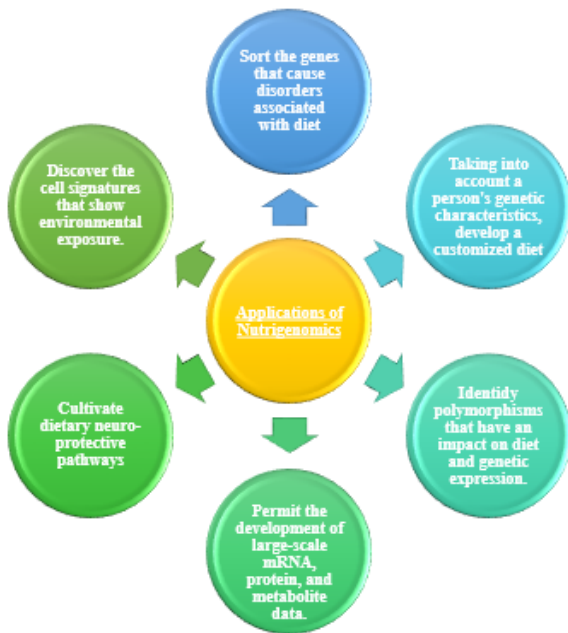 Sort the genes
that cause
disorders
associated
with diet
Taking into
account a
person's genetic
characteristics,
develop a
customized diet
Identidy
polymorphisms
that have an
impact on diet
and genetic
expression.
Permit the
development of
large-scale
mRNA,
protein, and
metabolite
data.
Cultivate
dietary neuro-
protective
pathways
Discover the
cell signatures
that show
environmental
exposure.
Applications of
Nutrigenomics